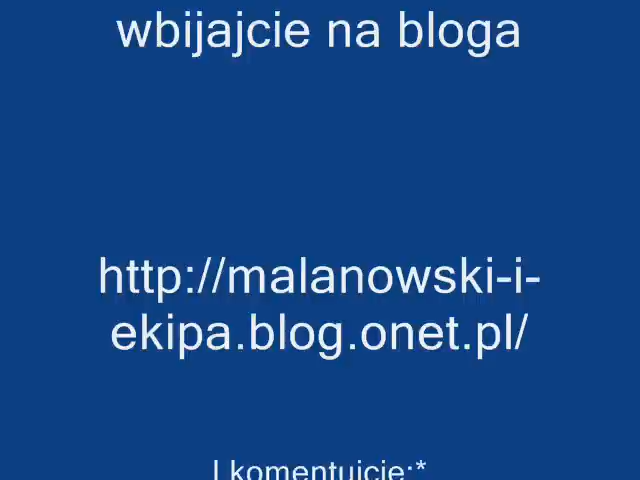 wbijajcie na bloga
http://malanowski-i-
ekipa.blog.onet.pl/
I komentujcie:*